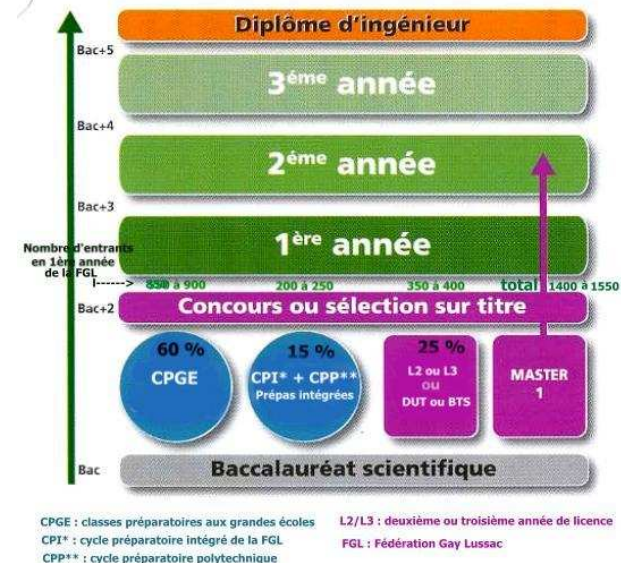 Diplôme d'ingénieur
Bac+5
3éme année
Bac+4
2éme année
Bac+3
1ère année
Nombre d'entrants
en 1ère année
de la FGL
I------> à 900 200 à 250 350 à 400 total 1400 à 1550
Bac+2 Concours ou sélection sur titre
60 % 15 % 25 %
CPGE CPI* + CPP** L2 ou L3 MASTER
Prépas intégrées ou 1
DUT ou BTS
Bac Baccalauréat scientifique
CPGE : classes préparatoires aux grandes écoles L2/L3 : deuxième ou troisième année de licence
CPI* : cycle préparatoire intégré de la FGL FGL : Fédération Gay Lussac
CPP** : cycle préparatoire polytechnique